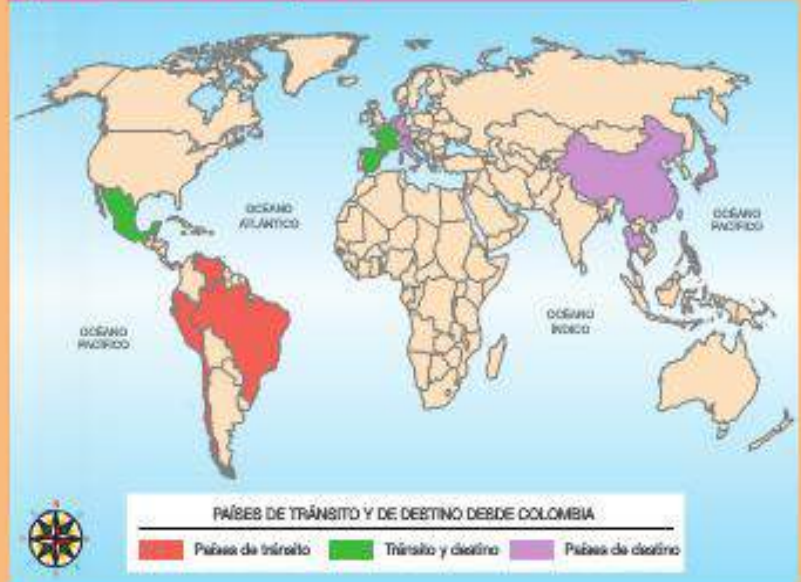 OCÉANO
ATLÁNTICO
OCÉANO
PACÍFICO
OCÉANO
PACÍFICO
OCÉANO
ÍNDICO
PAÍSES DE TRÁNSITO Y DE DESTINO DESDE COLOMBIA
Países de tránsito Tránsito y destino Países de destino